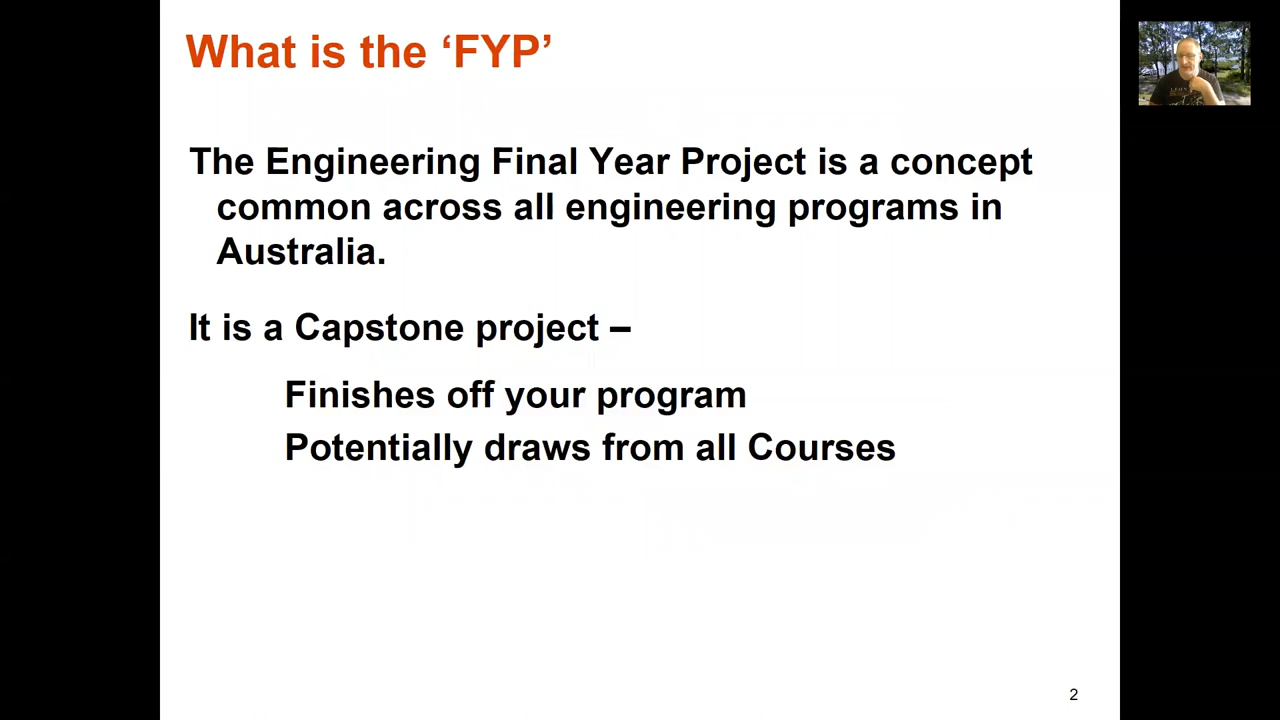 What is the ‘FYP’
The Engineering Final Year Project is a concept
common across all engineering programs in
Australia.
It is a Capstone project –
Finishes off your program
Potentially draws from all Courses
2